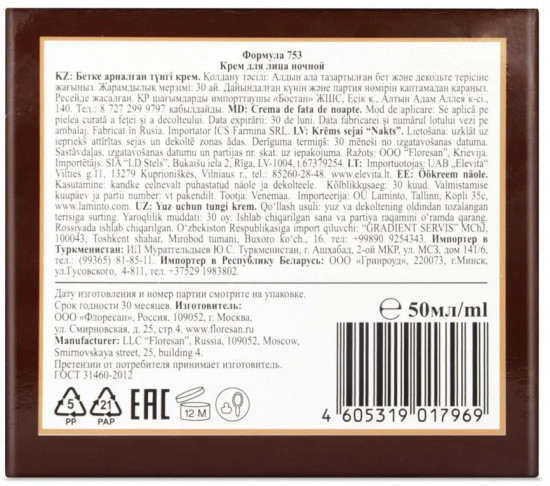 Формула 753
Крем для лица ночной
KZ: Бетке арналған түнгі крем. Қолдану тәсілі: Алдын ала тазартылған бет және декольте терісіне
жағыңыз. Жарамдылық мерзімі: 30 ай. Дайындалған күнін және партия нөмірін қаптамадан қараңыз.
Ресейде жасалған. ҚР шағымдарды импорттаушы «Бостан» ЖШС, Есік қ., Алтын Адам Аллея к-сі.,
140. Тел.: 8 727 299 9797 қабылдайды. MD: Crema de fata de noapte. Mod de aplicare: Se aplică pe
pielea curată a feței și a decolteului. Data expirării: 30 de luni. Data fabricarei și numărul lotului vezi pe
ambalaj. Fabricat in Rusia. Importator ICS Farmina SRL. LV: Krēms sejai "Nakts". Lietošana: uzklāt uz
iepriekš attīrītas sejas un dekoltē zonas ādas. Derīguma termiņš: 30 mēneši no izgatavošanas datuma.
Sastāvdaļas, izgatavošanas datumu un partijas nr. skat. uz iepakojuma. Ražots: ООО "Floresan", Krievija.
Importētājs: SIA "LD Stels", Bukaišu iela 2, Rīga, LV-1004, t.67379254. LT: Importuotojas: UAB „Elevita"
Vilties g.11, 13279 Kuprioniškės, Vilniaus r., tel.: 85260-28-48. www.elevita.lt. EE: Öökreem näole.
Kasutamine: kandke eelnevalt puhastatud näole ja dekolteele. Kõlblikkusaeg: 30 kuud. Valmistamise
kuupäev ja partii number: vt pakendilt. Tootja: Venemaa. Importeerija: OÜ Laminto, Tallinn, Kopli 35c,
www.laminto.com. UZ: Yuz uchun tungi krem. Qo'llash usuli: yuz va dekoltening oldindan tozalangan
terisiga surting. Yaroqlilik muddati: 30 oy. Ishlab chiqarilgan sana va partiya raqamini o'ramda qarang.
Rossiyada ishlab chiqarilgan. O'zbekiston Respublikasiga import qiluvchi: "GRADIENT SERVIS" MChJ,
100043, Toshkent shahar, Mirobod tumani, Buxoro ko'ch., 16. tel: +99890 9254343. Импортер в
Туркменистан: ИП Мураттгельдыев Ю.С. Туркменистан, г. Ашхабад, 2-ой МКР, ул. МСЗ, дом 141/6,
тел.: (99365) 81-85-11. Импортер в Республику Беларусь: ООО «Гринроуд», 220073, г.Минск,
ул.Гусовского, 4-811, тел. +37529 1983802.
Дату изготовления и номер партии смотрите на упаковке.
Срок годности 30 месяцев. Изготовитель:
ООО «Флоресан», Россия, 109052, г. Москва,
ул. Смирновская, д. 25, стр.4. www.floresan.ru
Manufacturer: LLC "Floresan", Russia, 109052, Moscow,
Smirnovskaya street, 25, building 4.
Претензии от потребителя принимает изготовитель.
ГОСТ 31460-2012
℮ 50мл/ml
5
PP
21
PAP
EAC
12 M
4 605319 017969